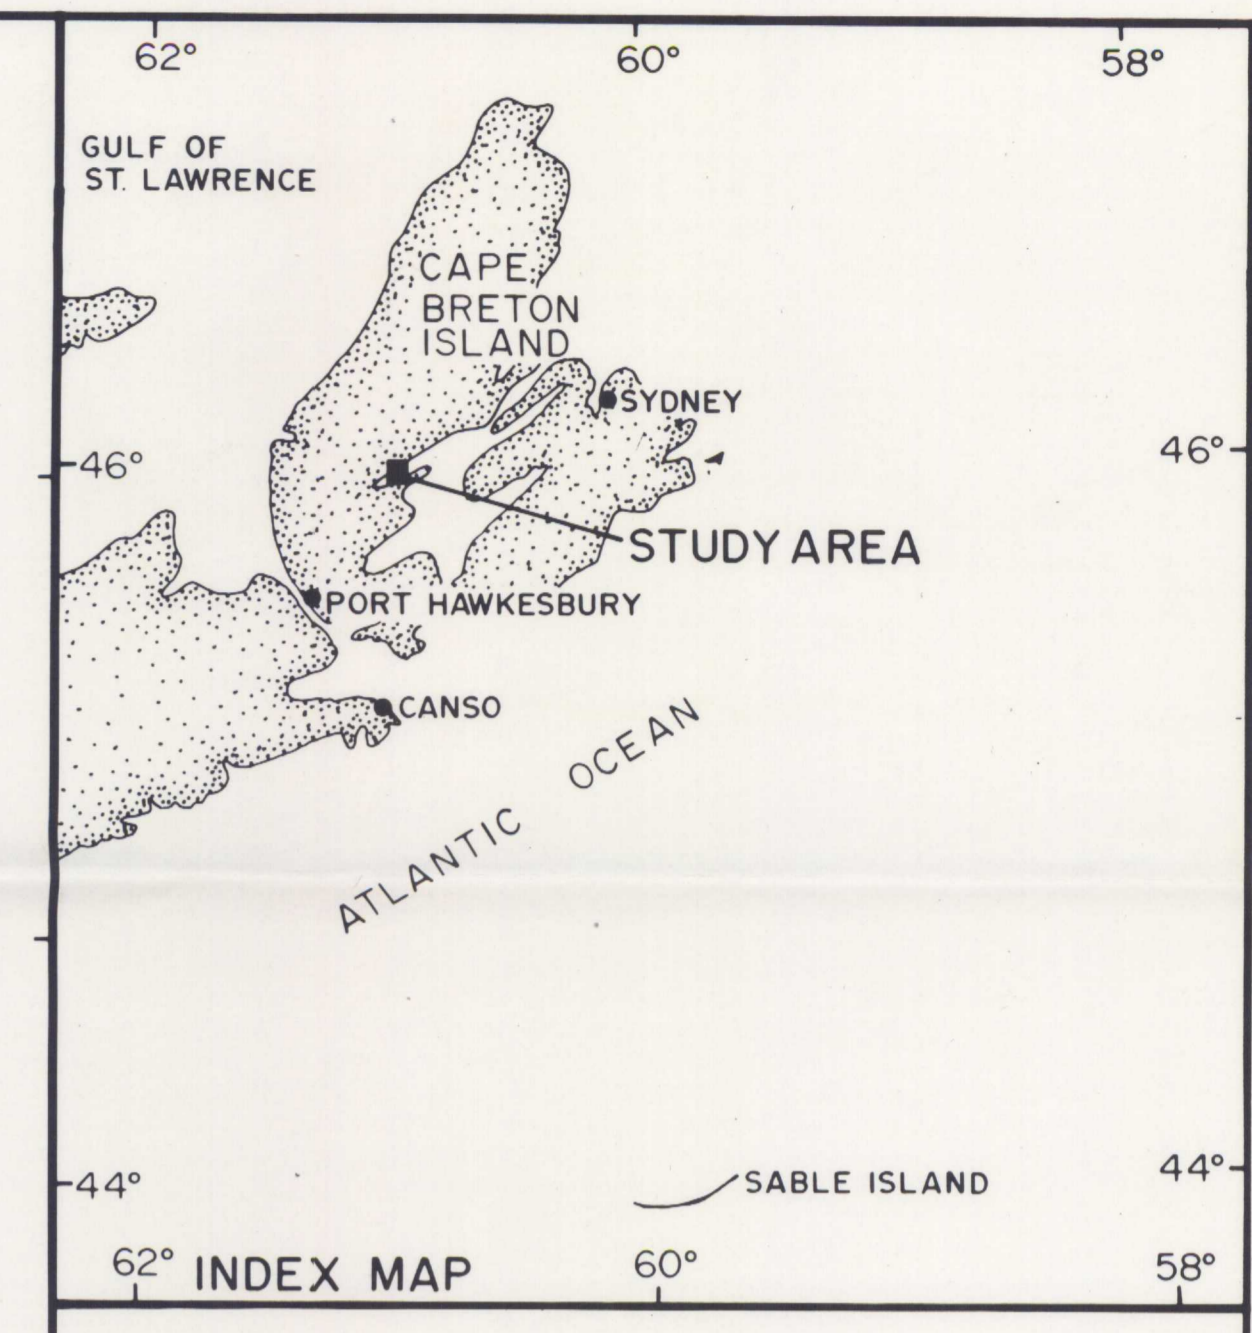 62° 60° 58°
GULF OF
ST. LAWRENCE
CAPE
BRETON
ISLAND
SYDNEY
46° 46°
STUDY AREA
PORT HAWKESBURY
CANSO
ATLANTIC OCEAN
44° 44°
SABLE ISLAND
62° 60° 58°
INDEX MAP